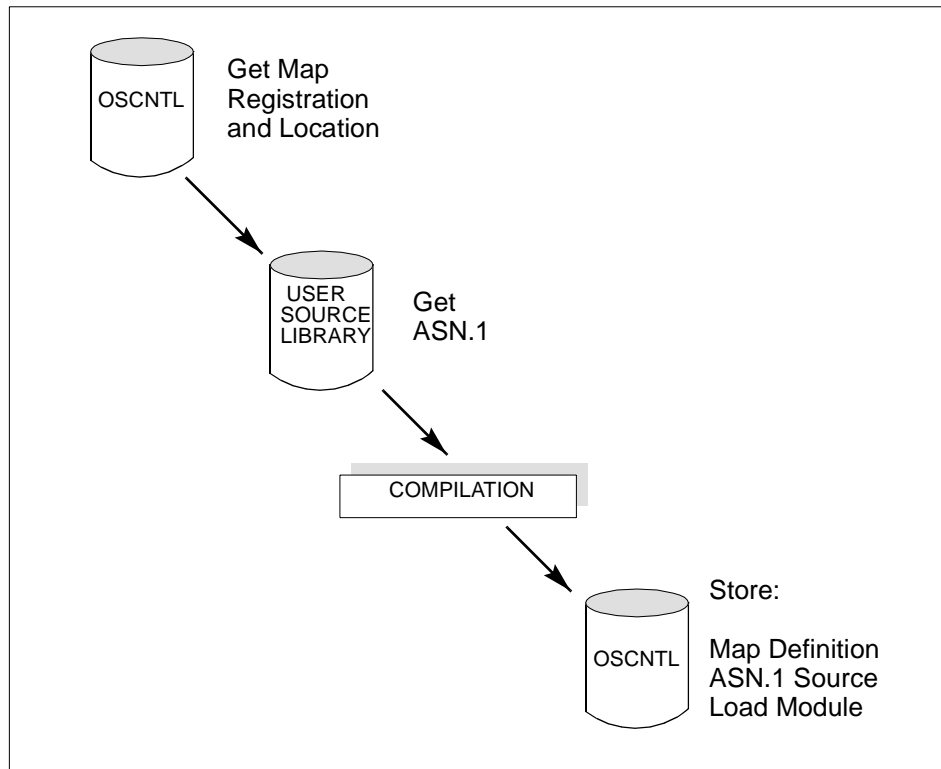 OSCNTL
Get Map
Registration
and Location
USER
SOURCE
LIBRARY
Get
ASN.1
COMPILATION
OSCNTL
Store:
Map Definition
ASN.1 Source
Load Module